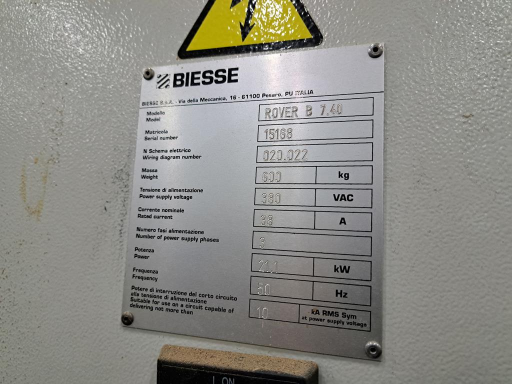 BIESSE
BIESSE S.p.A. - Via della Meccanica, 16 - 61100 Pesaro, PU ITALIA
Modello
Model
ROVER B 7.40
Matricola
Serial number
15168
N Schema elettrico
Wiring diagram number
020.022
Massa
Weight
kg
Tensione di alimentazione
Power supply voltage
VAC
Corrente nominale
Rated current
A
Numero fasi alimentazione
Number of power supply phases
3
Potenza
Power
kW
Frequenza
Frequency
Hz
Potere di interruzione del corto circuito
alla tensione di alimentazione
Suitable for use on a circuit capable of
delivering not more than
10
kA RMS Sym
at power supply voltage
I ON